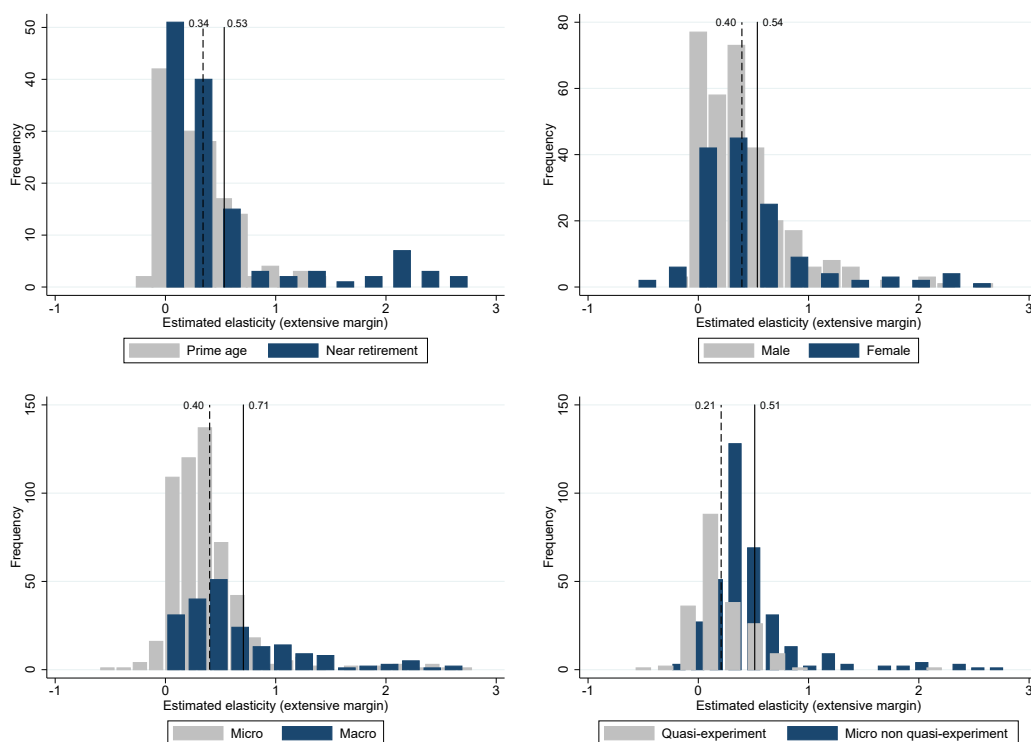 0.34 0.53
50
40
30
20
10
0
Frequency
-1 0 1 2 3
Estimated elasticity (extensive margin)
Prime age Near retirement
0.40 0.54
80
60
40
20
0
Frequency
-1 0 1 2 3
Estimated elasticity (extensive margin)
Male Female
0.40 0.71
150
100
50
0
Frequency
-1 0 1 2 3
Estimated elasticity (extensive margin)
Micro Macro
0.21 0.51
150
100
50
0
Frequency
-1 0 1 2 3
Estimated elasticity (extensive margin)
Quasi-experiment Micro non quasi-experiment